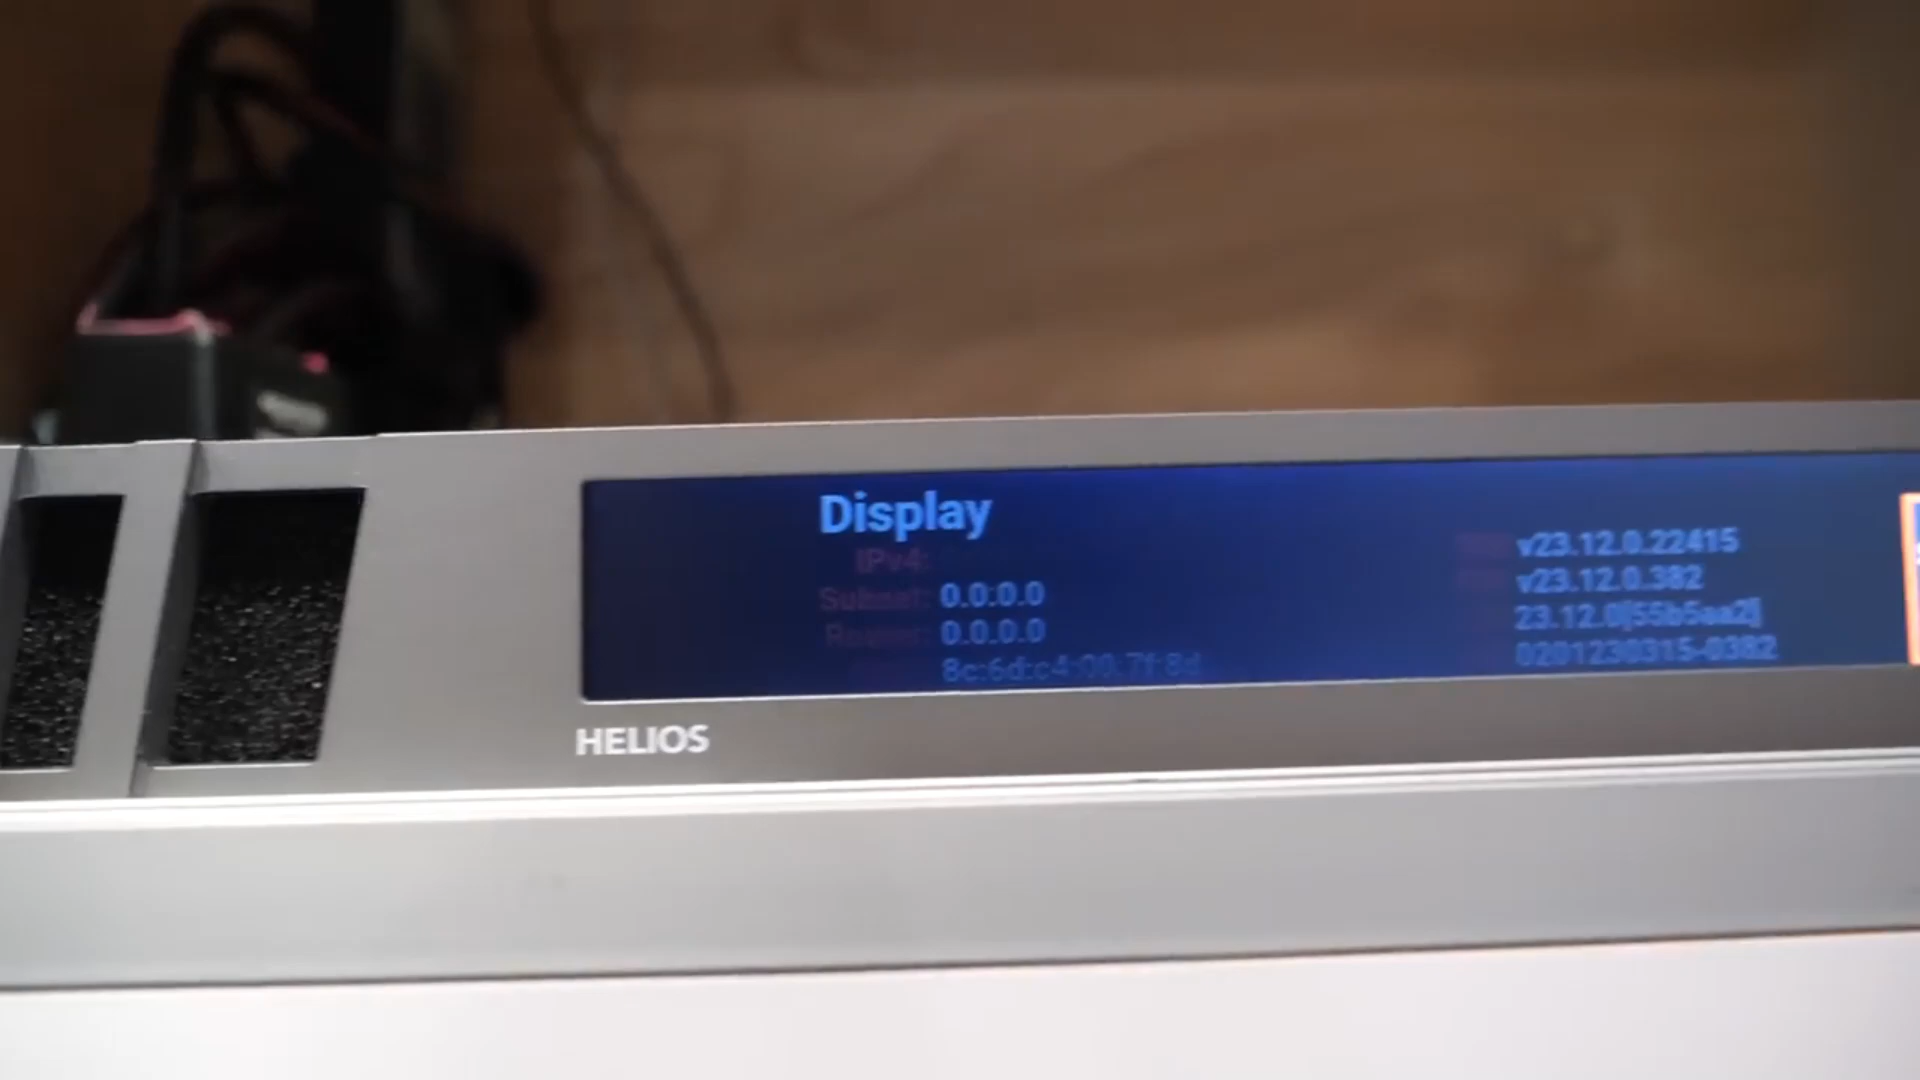 Display
IPv4:
Subnet: 0.0.0.0
Router: 0.0.0.0
8c:6d:c4:00:7f:8d
v23.12.0.22415
v23.12.0.382
23.12.0[55b5aa2]
0201230315-0382
HELIOS